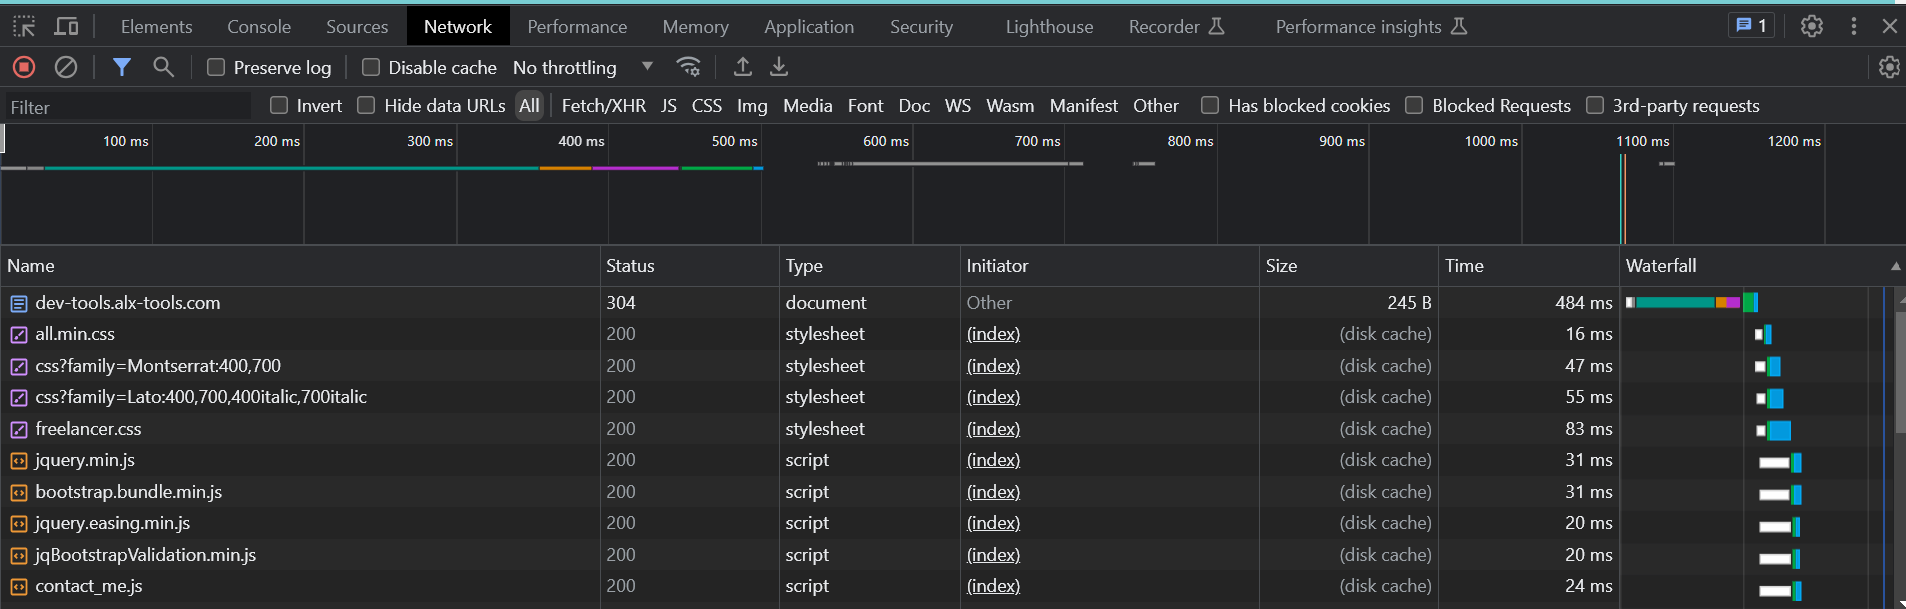 Elements Console Sources Network Performance Memory Application Security Lighthouse Recorder Performance insights 1
Preserve log Disable cache No throttling
Filter Invert Hide data URLs All Fetch/XHR JS CSS Img Media Font Doc WS Wasm Manifest Other Has blocked cookies Blocked Requests 3rd-party requests
100 ms 200 ms 300 ms 400 ms 500 ms 600 ms 700 ms 800 ms 900 ms 1000 ms 1100 ms 1200 ms
Name Status Type Initiator Size Time Waterfall
dev-tools.alx-tools.com 304 document Other 245 B 484 ms
all.min.css 200 stylesheet (index) (disk cache) 16 ms
css?family=Montserrat:400,700 200 stylesheet (index) (disk cache) 47 ms
css?family=Lato:400,700,400italic,700italic 200 stylesheet (index) (disk cache) 55 ms
freelancer.css 200 stylesheet (index) (disk cache) 83 ms
jquery.min.js 200 script (index) (disk cache) 31 ms
bootstrap.bundle.min.js 200 script (index) (disk cache) 31 ms
jquery.easing.min.js 200 script (index) (disk cache) 20 ms
jqBootstrapValidation.min.js 200 script (index) (disk cache) 20 ms
contact_me.js 200 script (index) (disk cache) 24 ms